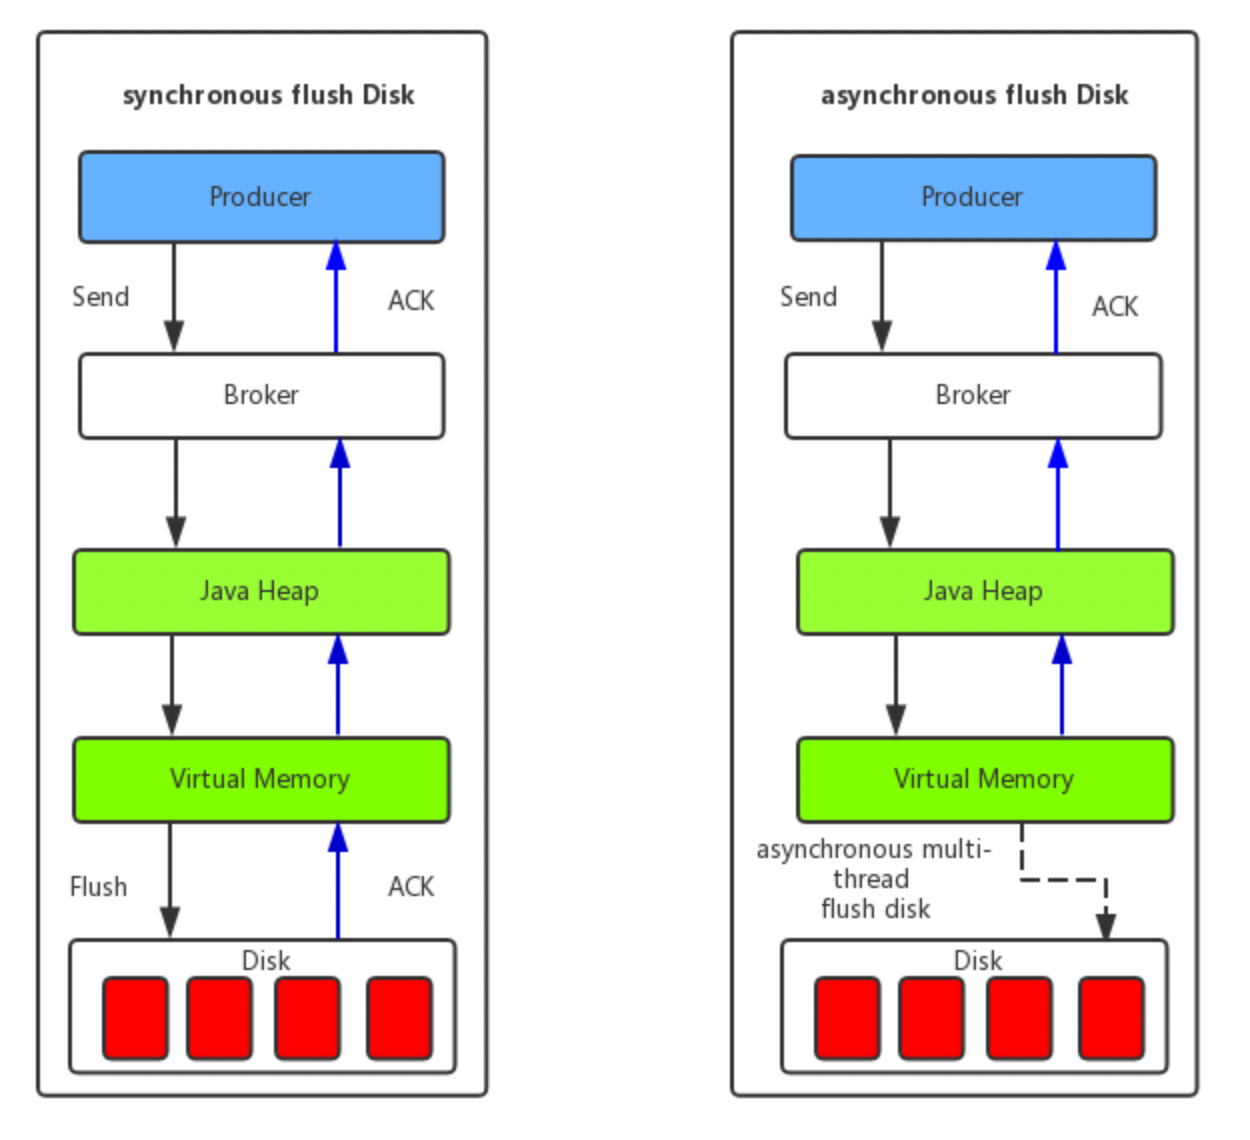 synchronous flush Disk
Producer
Send
ACK
Broker
Java Heap
Virtual Memory
Flush
ACK
Disk
asynchronous flush Disk
Producer
Send
ACK
Broker
Java Heap
Virtual Memory
asynchronous multi-
thread
flush disk
Disk